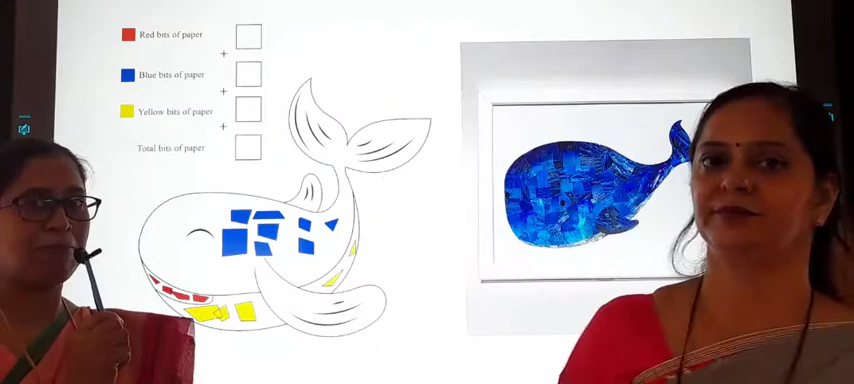 Red bits of paper
+
Blue bits of paper
+
Yellow bits of paper
+
Total bits of paper